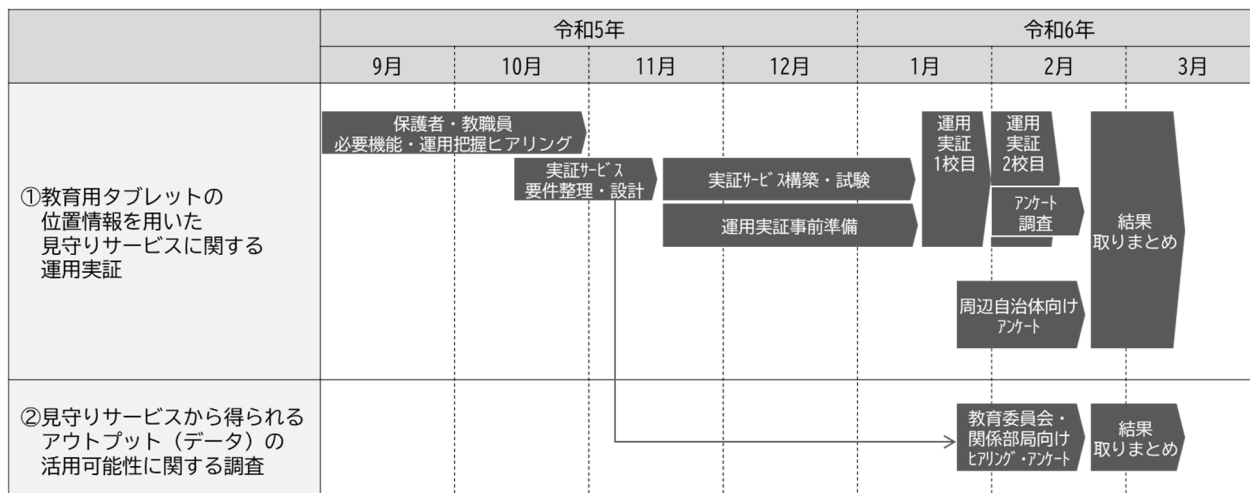 令和5年
令和6年
9月
10月
11月
12月
1月
2月
3月
①教育用タブレットの
位置情報を用いた
見守りサービスに関する
運用実証
保護者・教職員
必要機能・運用把握ヒアリング
実証ｻｰﾋﾞｽ
要件整理・設計
実証ｻｰﾋﾞｽ構築・試験
運用実証事前準備
運用
実証
1校目
運用
実証
2校目
ｱﾝｹｰﾄ
調査
周辺自治体向け
ｱﾝｹｰﾄ
結果
取りまとめ
②見守りサービスから得られる
アウトプット（データ）の
活用可能性に関する調査
教育委員会・
関係部局向け
ﾋｱﾘﾝｸﾞ・ｱﾝｹｰﾄ
結果
取りまとめ